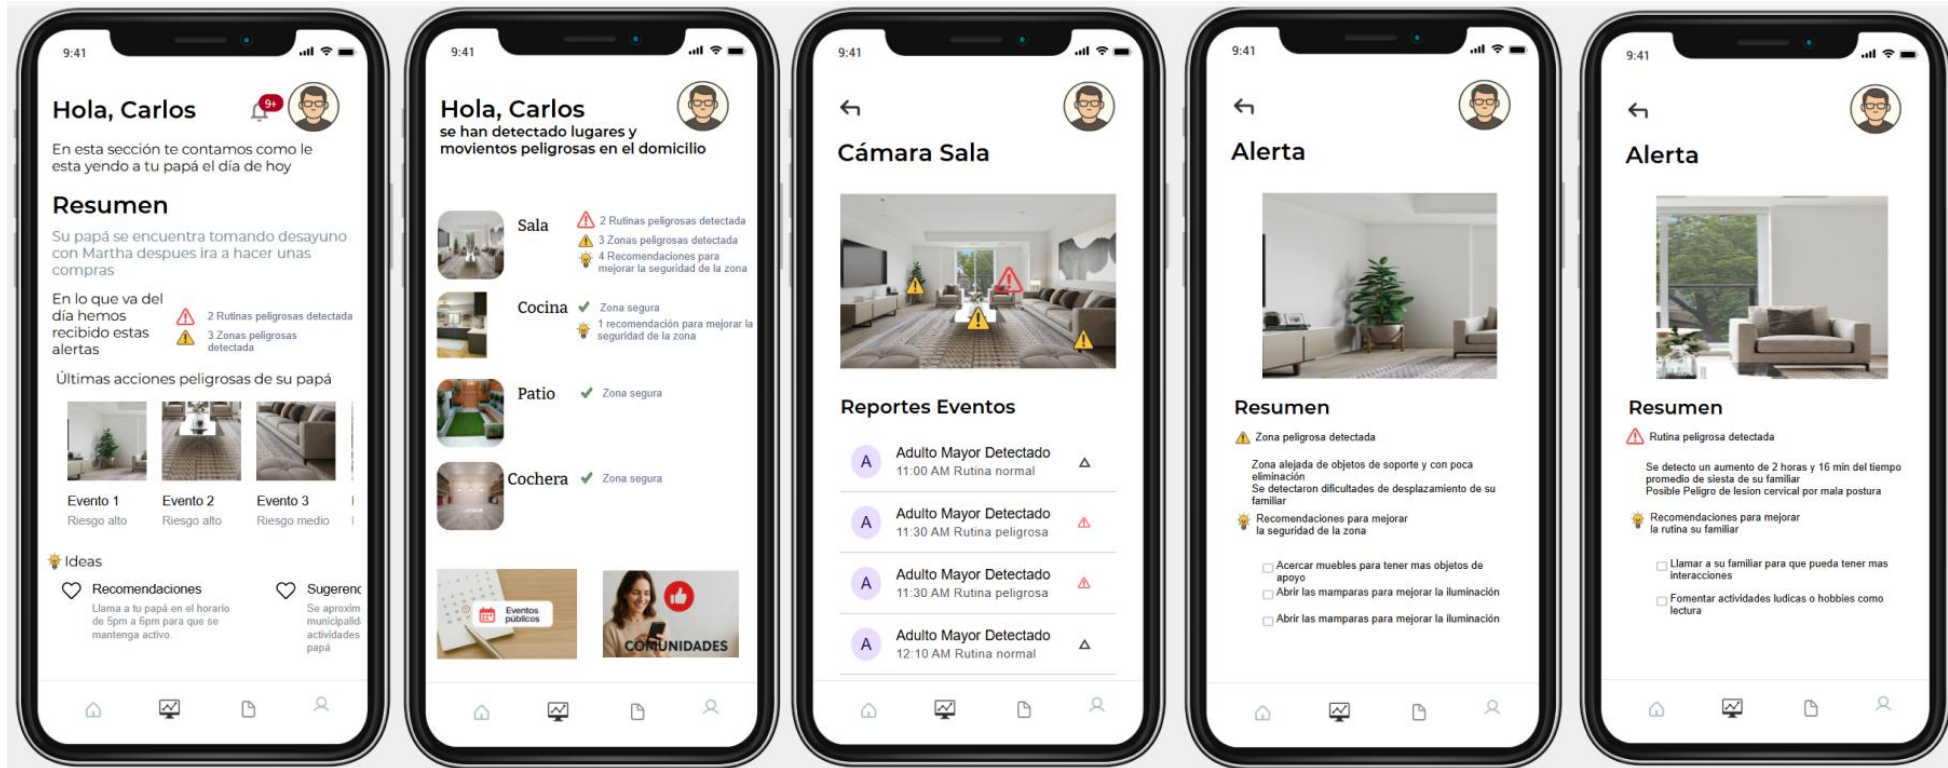 9:41
Hola, Carlos
9+
En esta sección te contamos como le
esta yendo a tu papá el día de hoy
Resumen
Su papá se encuentra tomando desayuno
con Martha despues ira a hacer unas
compras
En lo que va del
día hemos
recibido estas
alertas
2 Rutinas peligrosas detectada
3 Zonas peligrosas
detectada
Últimas acciones peligrosas de su papá
Evento 1
Riesgo alto
Evento 2
Riesgo alto
Evento 3
Riesgo medio
Ideas
Recomendaciones
Llama a tu papá en el horario
de 5pm a 6pm para que se
mantenga activo.
Sugerenc
Se aproxim
municipalid
actividades
papá
9:41
Hola, Carlos
se han detectado lugares y
movientos peligrosas en el domicilio
Sala
2 Rutinas peligrosas detectada
3 Zonas peligrosas detectada
4 Recomendaciones para
mejorar la seguridad de la zona
Cocina
Zona segura
1 recomendación para mejorar la
seguridad de la zona
Patio
Zona segura
Cochera
Zona segura
Eventos
públicos
COMUNIDADES
9:41
Cámara Sala
Reportes Eventos
A
Adulto Mayor Detectado
11:00 AM Rutina normal
A
Adulto Mayor Detectado
11:30 AM Rutina peligrosa
A
Adulto Mayor Detectado
11:30 AM Rutina peligrosa
A
Adulto Mayor Detectado
12:10 AM Rutina normal
9:41
Alerta
Resumen
Zona peligrosa detectada
Zona alejada de objetos de soporte y con poca
eliminación
Se detectaron dificultades de desplazamiento de su
familiar
Recomendaciones para mejorar
la seguridad de la zona
Acercar muebles para tener mas objetos de
apoyo
Abrir las mamparas para mejorar la iluminación
Abrir las mamparas para mejorar la iluminación
9:41
Alerta
Resumen
Rutina peligrosa detectada
Se detecto un aumento de 2 horas y 16 min del tiempo
promedio de siesta de su familiar
Posible Peligro de lesion cervical por mala postura
Recomendaciones para mejorar
la rutina su familiar
Llamar a su familiar para que pueda tener mas
interacciones
Fomentar actividades ludicas o hobbies como
lectura